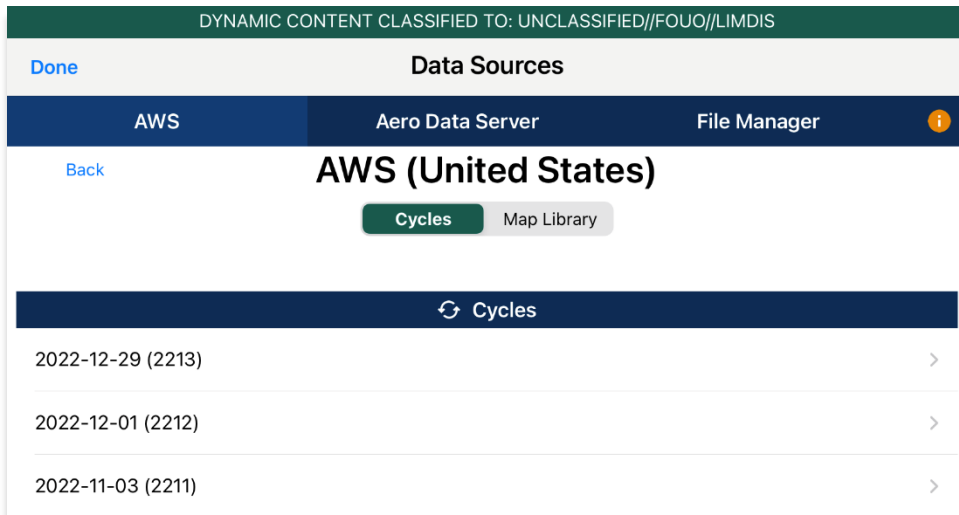 DYNAMIC CONTENT CLASSIFIED TO: UNCLASSIFIED//FOUO//LIMDIS
Done Data Sources
AWS Aero Data Server File Manager i
Back AWS (United States)
Cycles Map Library
Cycles
2022-12-29 (2213)
2022-12-01 (2212)
2022-11-03 (2211)